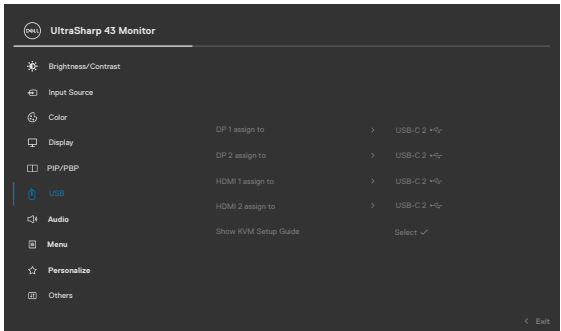 DELL UltraSharp 43 Monitor
Brightness/Contrast
Input Source
Color
DP 1 assign to > USB-C 2
Display
DP 2 assign to > USB-C 2
PIP/PBP
HDMI 1 assign to > USB-C 2
USB
HDMI 2 assign to > USB-C 2
Audio
Show KVM Setup Guide Select ✓
Menu
Personalize
Others
< Exit